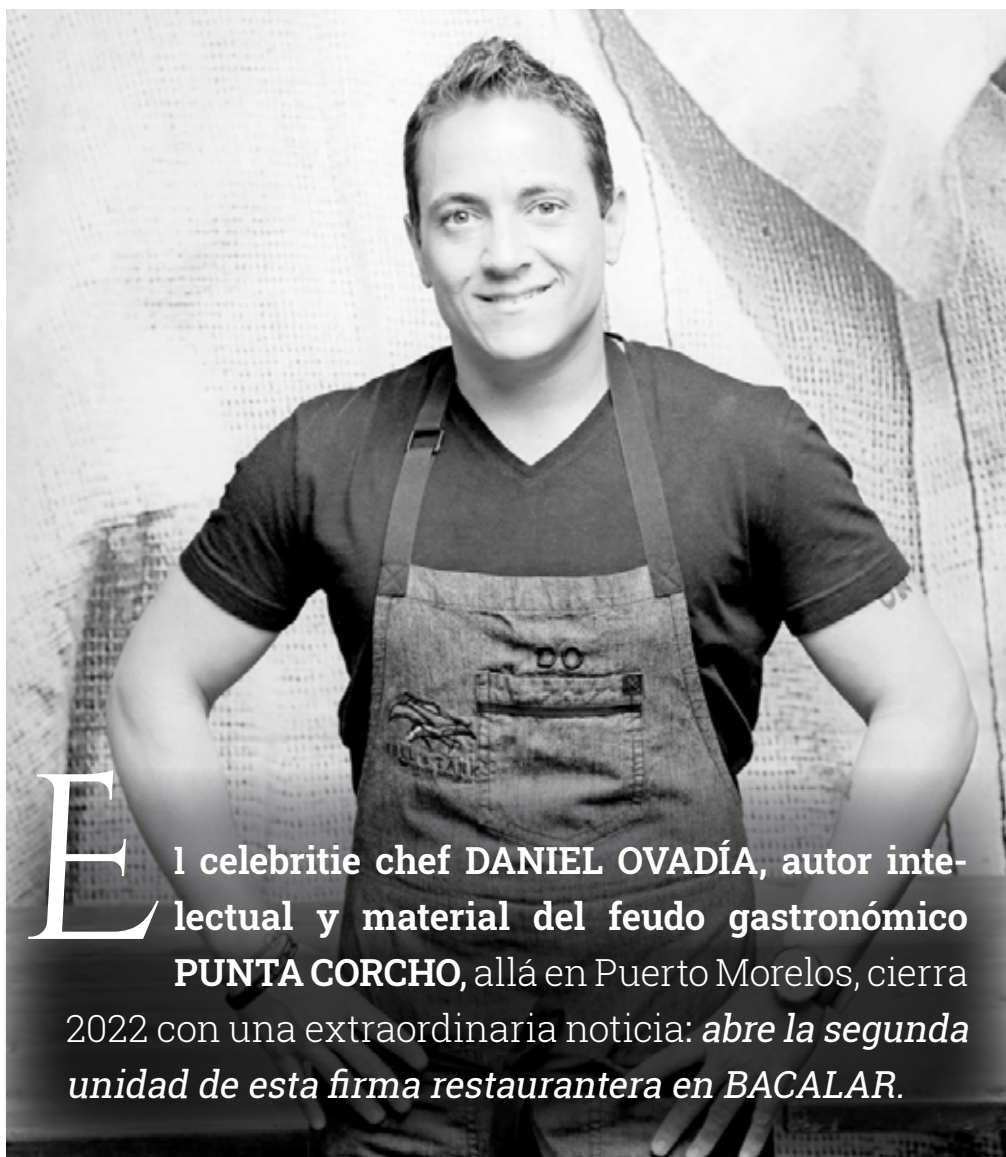 DO
El celebritie chef DANIEL OVADÍA, autor inte-
lectual y material del feudo gastronómico
PUNTA CORCHO, allá en Puerto Morelos, cierra
2022 con una extraordinaria noticia: abre la segunda
unidad de esta firma restaurantera en BACALAR.